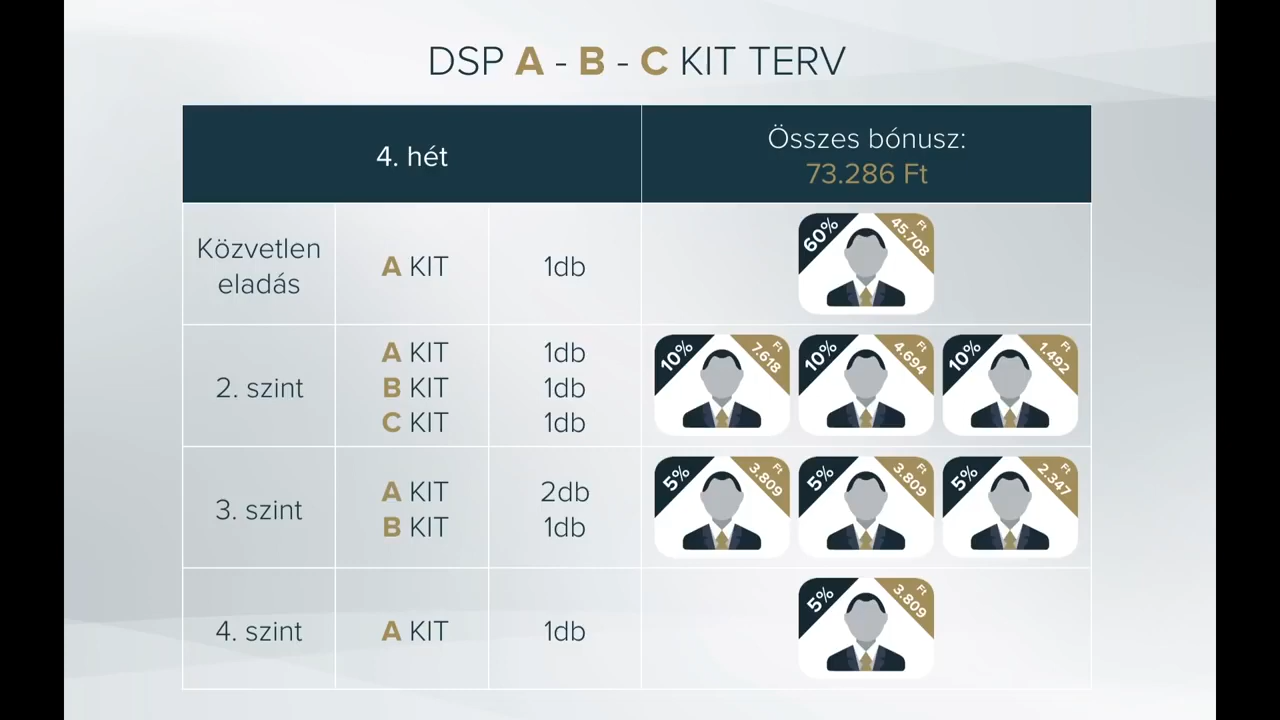 DSP A - B - C KIT TERV
4. hét
Összes bónusz:
73.286 Ft
Közvetlen
eladás
A KIT
1db
60%
45.708 Ft
2. szint
A KIT
B KIT
C KIT
1db
1db
1db
10%
7.618 Ft
10%
4.694 Ft
10%
1.492 Ft
3. szint
A KIT
B KIT
2db
1db
5%
3.809 Ft
5%
3.809 Ft
5%
2.347 Ft
4. szint
A KIT
1db
5%
3.809 Ft